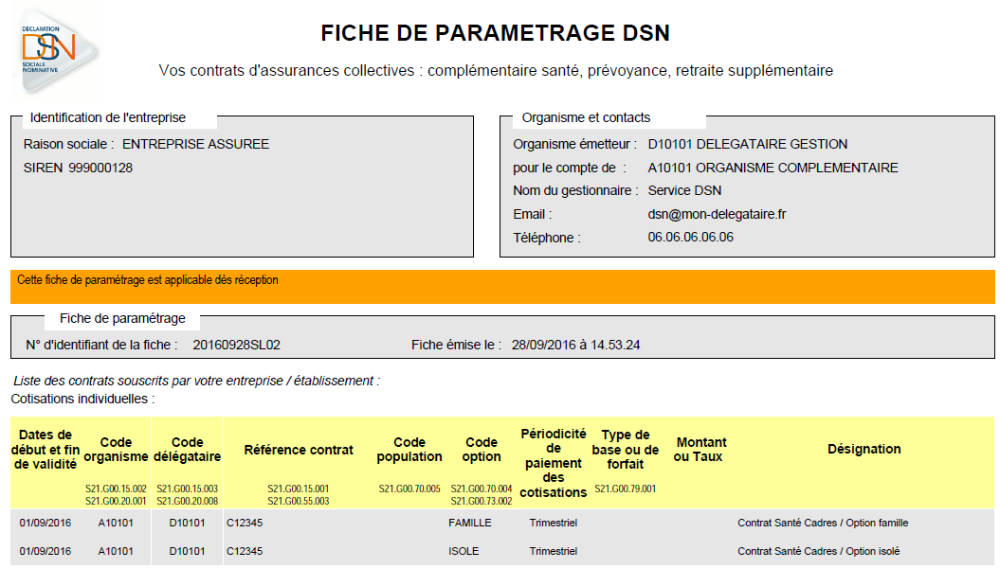 DECLARATION
DSN
SOCIALE
NOMINATIVE
FICHE DE PARAMETRAGE DSN
Vos contrats d'assurances collectives : complémentaire santé, prévoyance, retraite supplémentaire
Identification de l'entreprise
Raison sociale : ENTREPRISE ASSUREE
SIREN 999000128
Organisme et contacts
Organisme émetteur : D10101 DELEGATAIRE GESTION
pour le compte de : A10101 ORGANISME COMPLEMENTAIRE
Nom du gestionnaire : Service DSN
Email : dsn@mon-delegataire.fr
Téléphone : 06.06.06.06.06
Cette fiche de paramétrage est applicable dès réception
Fiche de paramétrage
N° d'identifiant de la fiche : 20160928SL02 Fiche émise le : 28/09/2016 à 14.53.24
Liste des contrats souscrits par votre entreprise / établissement :
Cotisations individuelles :
Dates de
début et fin
de validité
Code
organisme
S21.G00.15.002
S21.G00.20.001
Code
délégataire
S21.G00.15.003
S21.G00.20.008
Référence contrat
S21.G00.15.001
S21.G00.55.003
Code
population
S21.G00.70.005
Code
option
S21.G00.70.004
S21.G00.73.002
Périodicité
de
paiement
des
cotisations
Type de
base ou de
forfait
S21.G00.79.001
Montant
ou Taux
Désignation
01/09/2016 A10101 D10101 C12345 FAMILLE Trimestriel Contrat Santé Cadres / Option famille
01/09/2016 A10101 D10101 C12345 ISOLE Trimestriel Contrat Santé Cadres / Option isolé